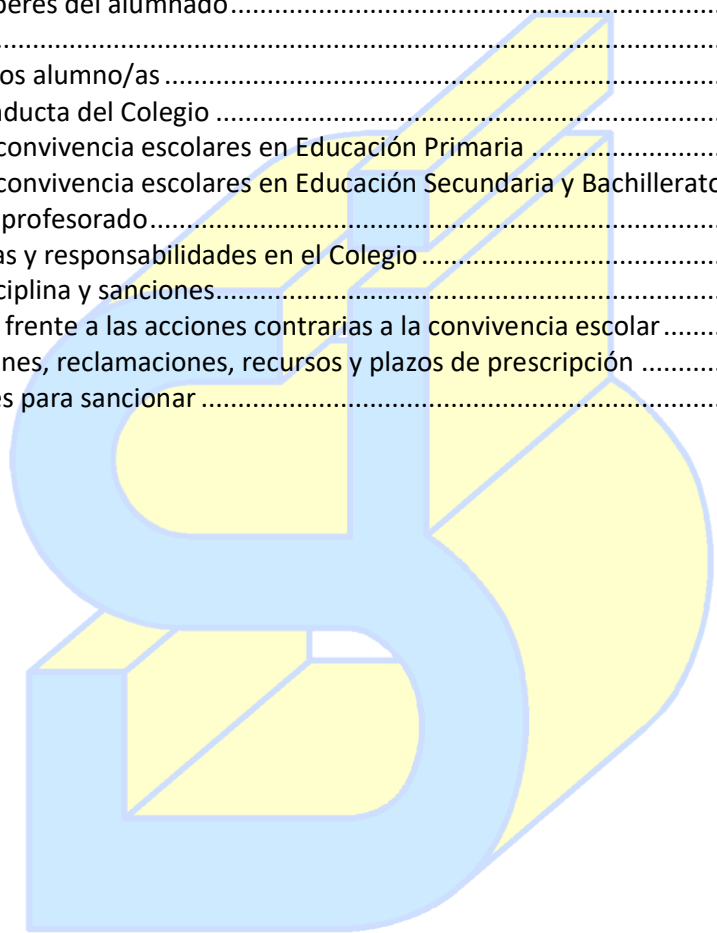 beres del alumnado
os alumno/as
nducta del Colegio
convivencia escolares en Educación Primaria
convivencia escolares en Educación Secundaria y Bachillerato
profesorado
as y responsabilidades en el Colegio
ciplina y sanciones
frente a las acciones contrarias a la convivencia escolar
nes, reclamaciones, recursos y plazos de prescripción
es para sancionar